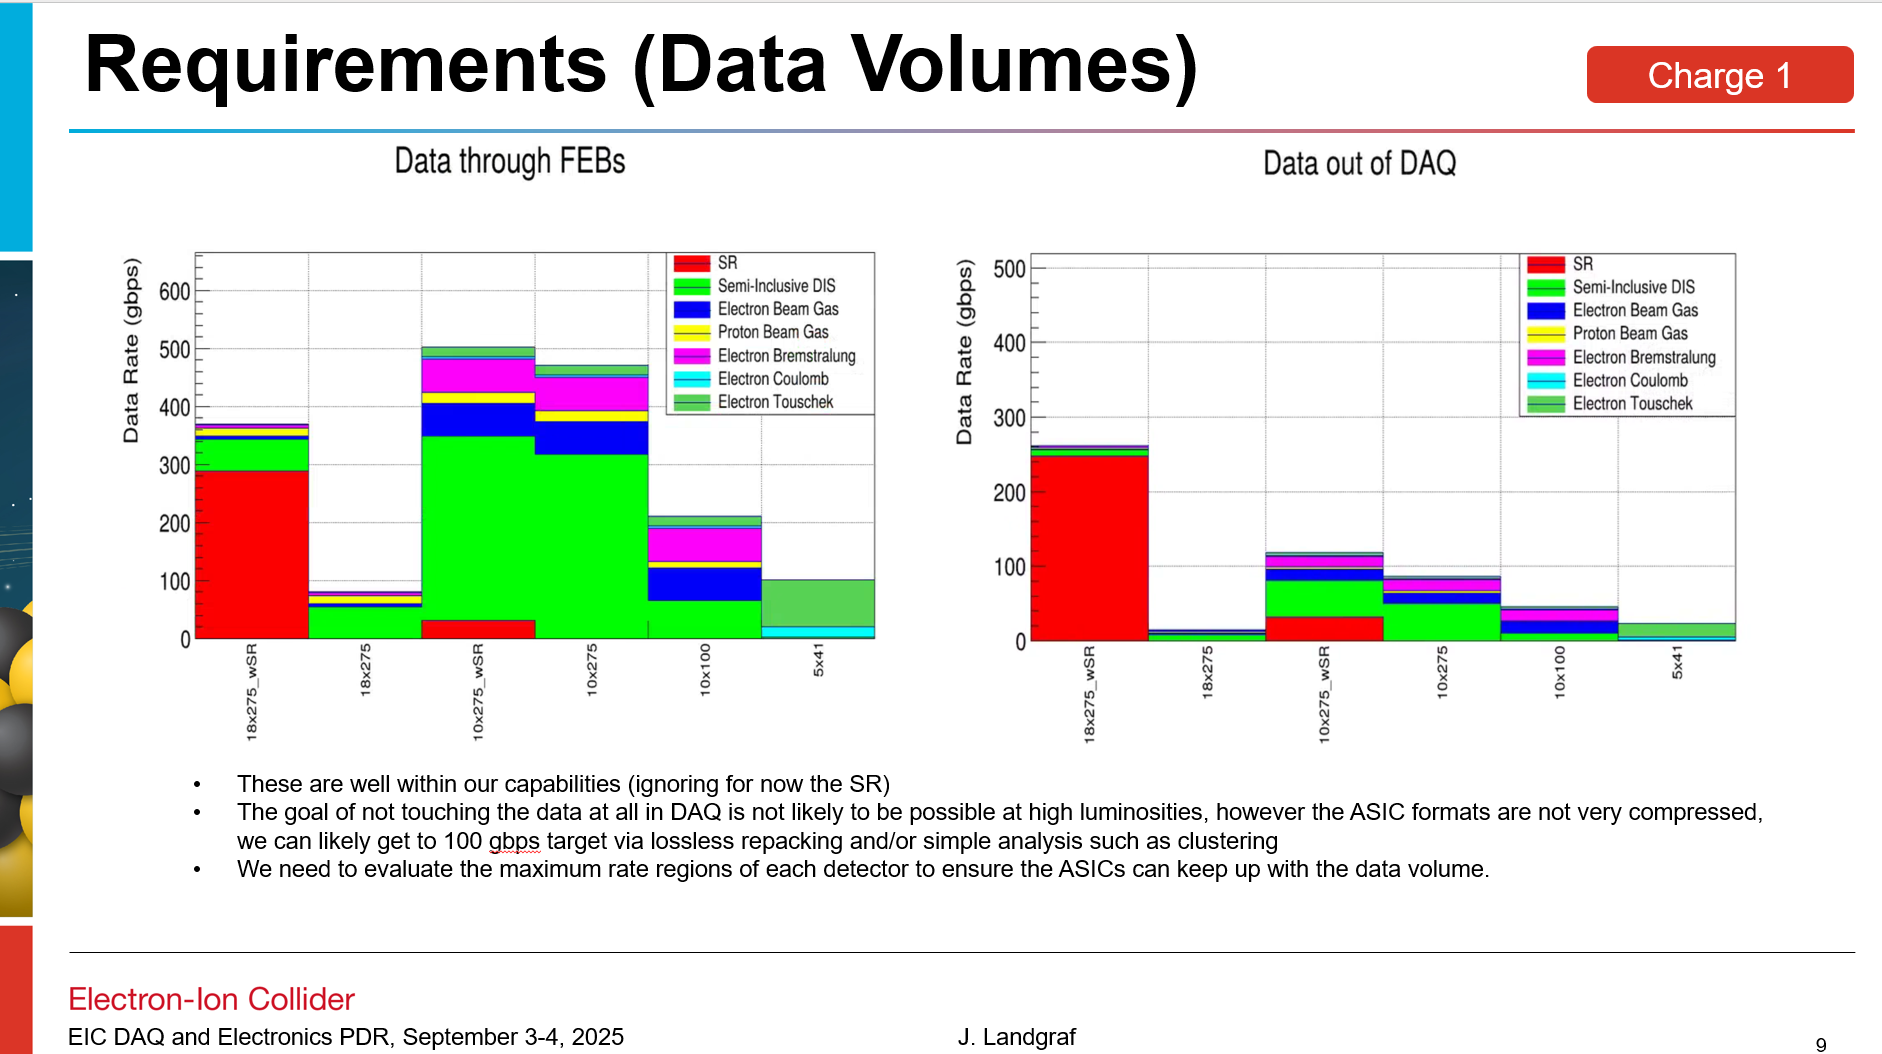 Requirements (Data Volumes)
Charge 1
Data through FEBs
Data Rate (gbps)
600
500
400
300
200
100
0
SR
Semi-Inclusive DIS
Electron Beam Gas
Proton Beam Gas
Electron Bremstralung
Electron Coulomb
Electron Touschek
18x275_wSR
18x275
10x275_wSR
10x275
10x100
5x41
Data out of DAQ
Data Rate (gbps)
500
400
300
200
100
0
SR
Semi-Inclusive DIS
Electron Beam Gas
Proton Beam Gas
Electron Bremstralung
Electron Coulomb
Electron Touschek
18x275_wSR
18x275
10x275_wSR
10x275
10x100
5x41
• These are well within our capabilities (ignoring for now the SR)
• The goal of not touching the data at all in DAQ is not likely to be possible at high luminosities, however the ASIC formats are not very compressed,
we can likely get to 100 gbps target via lossless repacking and/or simple analysis such as clustering
• We need to evaluate the maximum rate regions of each detector to ensure the ASICs can keep up with the data volume.
Electron-Ion Collider
EIC DAQ and Electronics PDR, September 3-4, 2025
J. Landgraf
9